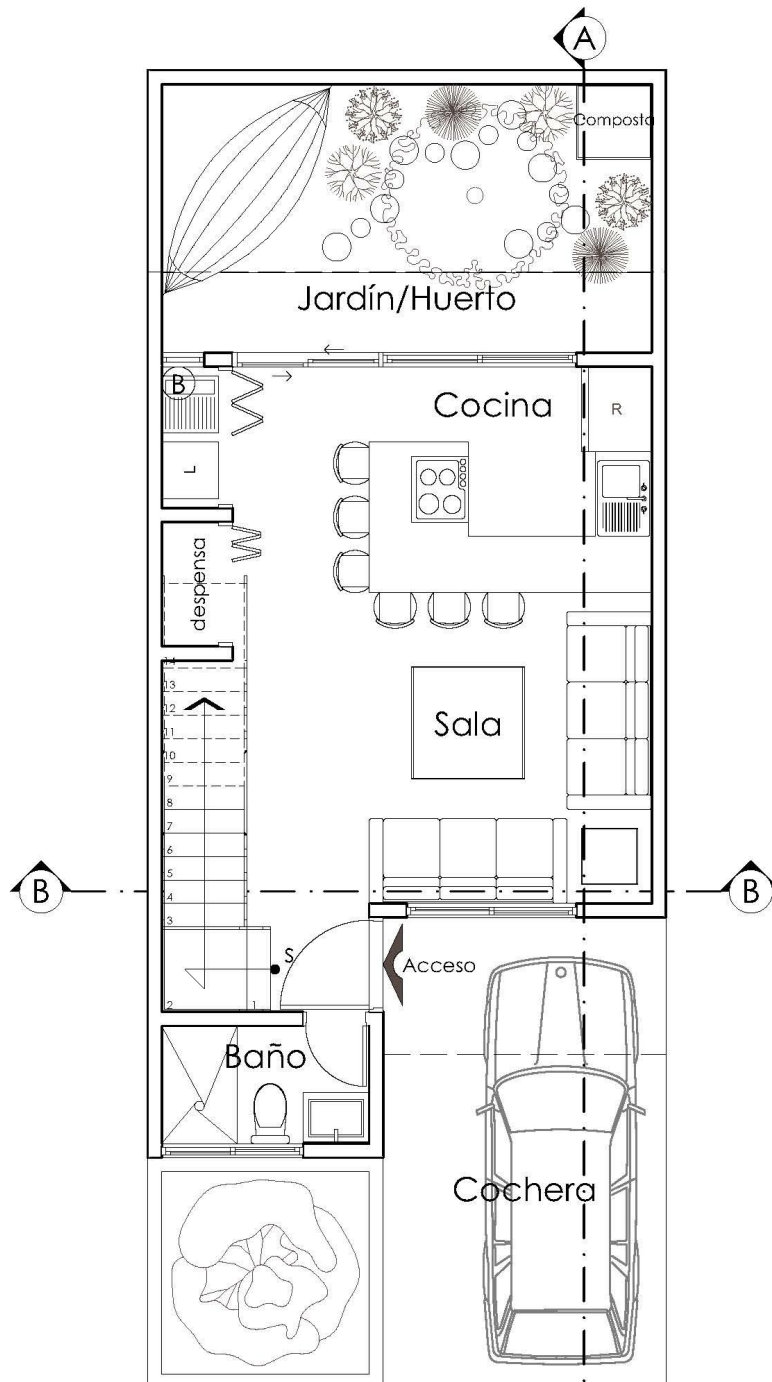 A
Composta
Jardín/Huerto
B
Cocina
R
L
despensa
14
13
12
11
10
9
8
7
6
5
4
3
Sala
B
B
S
Acceso
2
1
Baño
Cochera